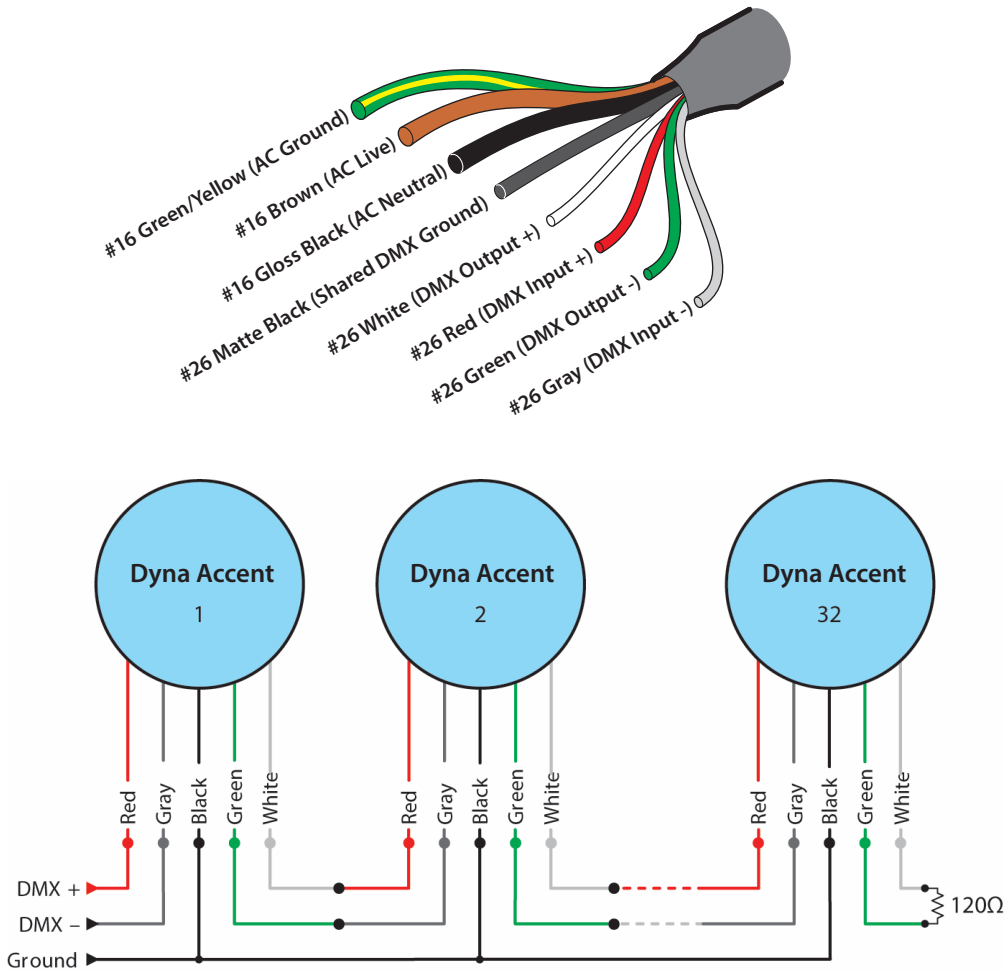 #16 Green/Yellow (AC Ground)
#16 Brown (AC Live)
#16 Gloss Black (AC Neutral)
#26 Matte Black (Shared DMX Ground)
#26 White (DMX Output +)
#26 Red (DMX Input +)
#26 Green (DMX Output -)
#26 Gray (DMX Input -)
Dyna Accent
1
Dyna Accent
2
Dyna Accent
32
Red
Gray
Black
Green
White
Red
Gray
Black
Green
White
Red
Gray
Black
Green
White
DMX +
DMX –
Ground
120Ω